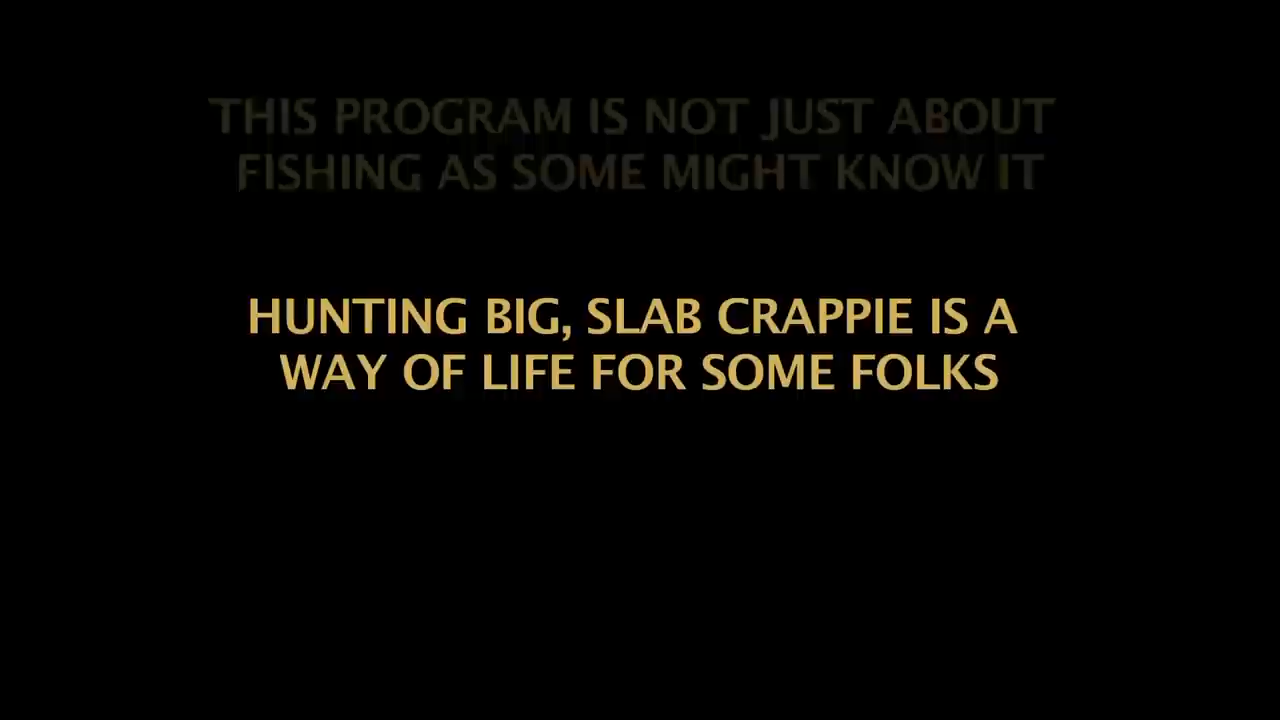 THIS PROGRAM IS NOT JUST ABOUT
FISHING AS SOME MIGHT KNOW IT
HUNTING BIG, SLAB CRAPPIE IS A
WAY OF LIFE FOR SOME FOLKS